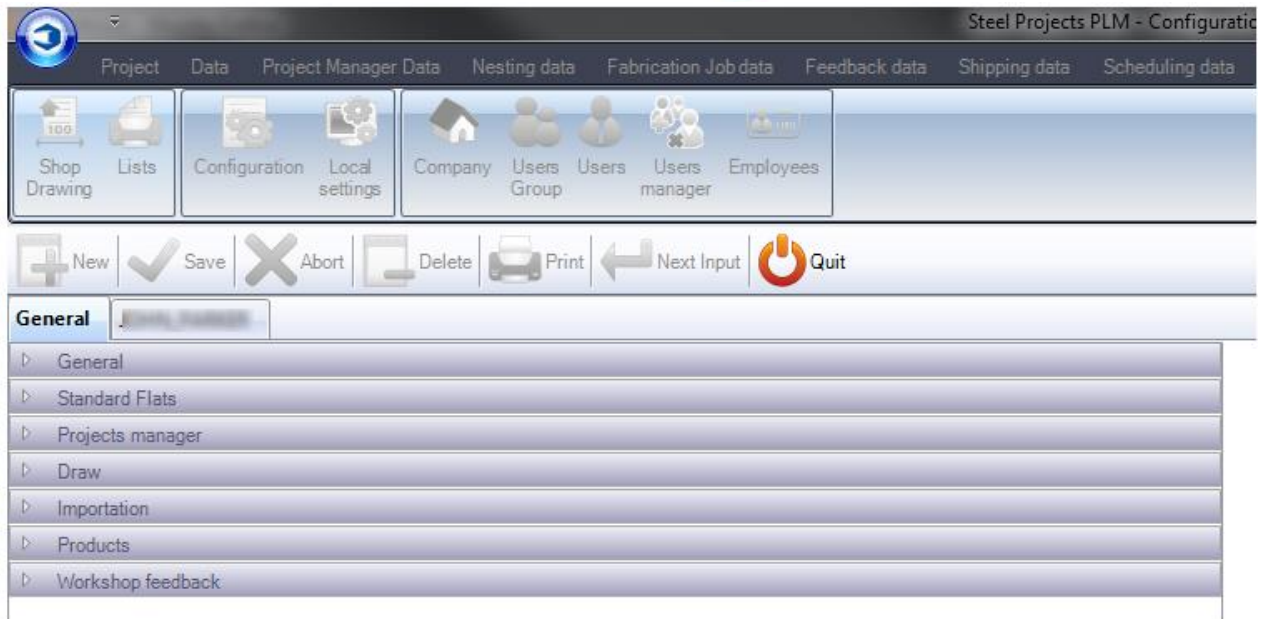 Steel Projects PLM - Configuratio
Project Data Project Manager Data Nesting data Fabrication Job data Feedback data Shipping data Scheduling data
100
Shop Lists Configuration Local Company Users Users Users Employees
Drawing settings Group manager
New Save Abort Delete Print Next Input Quit
General
General
Standard Flats
Projects manager
Draw
Importation
Products
Workshop feedback